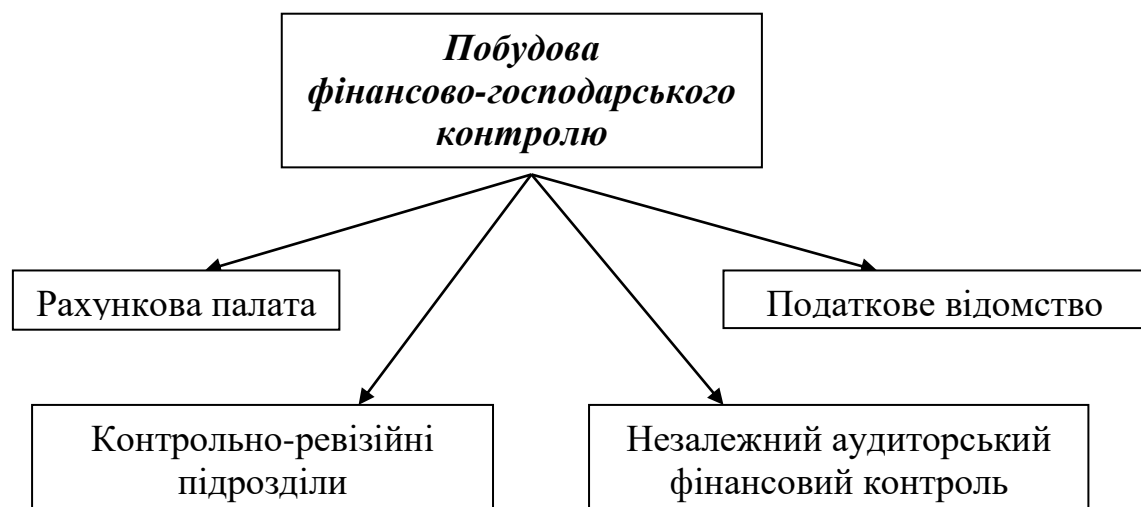 Побудова
фінансово-господарського
контролю
Рахункова палата
Податкове відомство
Контрольно-ревізійні
підрозділи
Незалежний аудиторський
фінансовий контроль